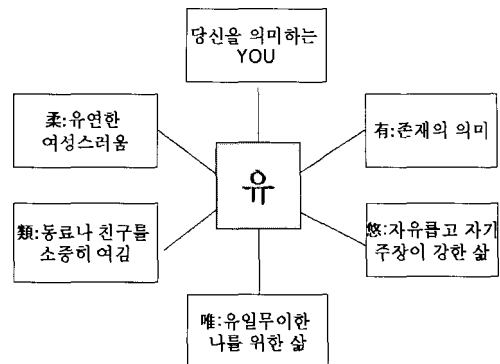 당신을 의미하는
YOU
柔:유연한
여성스러움
有:존재의 의미
유
類:동료나 친구를
소중히 여김
悠:자유롭고 자기
주장이 강한 삶
唯:유일무이한
나를 위한 삶